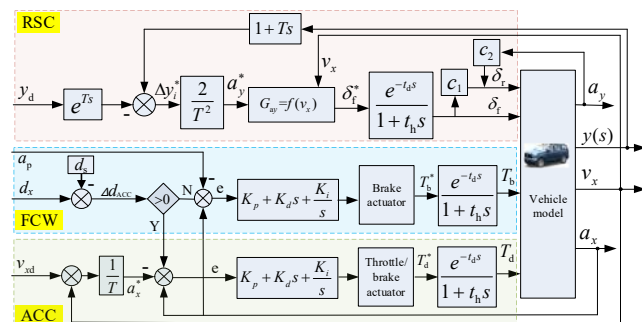 RSC
1+Ts
c₂
y_d
e^{Ts}
-
Δy_i^*
2/T²
a_y^*
v_x
G_ay=f(v_x)
δ_f^*
e^{-t_d s}/(1+t_h s)
c₁
δ_r
δ_f
a_y
y(s)
v_x
a_x
Vehicle
model
a_p
d_s
d_x
-
Δd_ACC
>0
N
Y
-
e
K_p+K_d s+K_i/s
Brake
actuator
T_b^*
e^{-t_d s}/(1+t_h s)
T_b
FCW
v_xd
1/T
a_x^*
-
e
K_p+K_d s+K_i/s
Throttle/
brake
actuator
T_d^*
e^{-t_d s}/(1+t_h s)
T_d
ACC